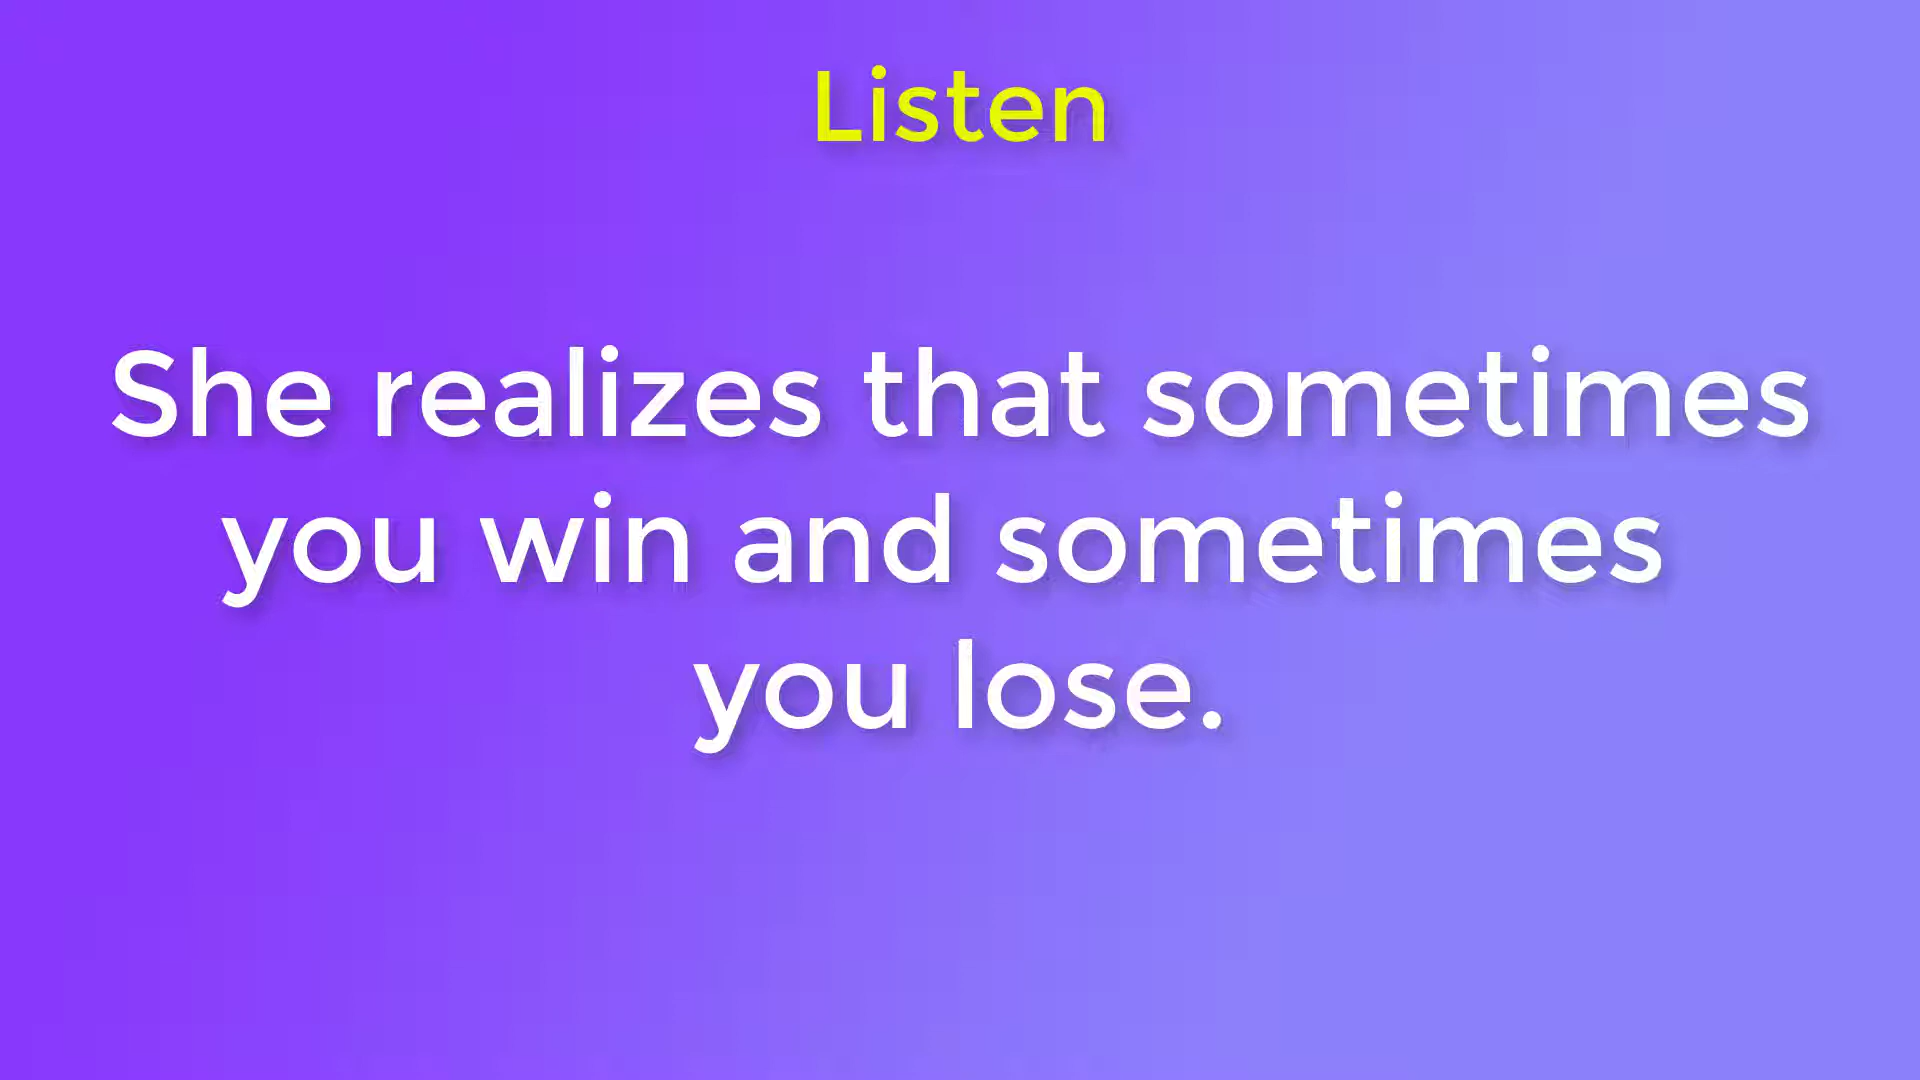 Listen
She realizes that sometimes
you win and sometimes
you lose.